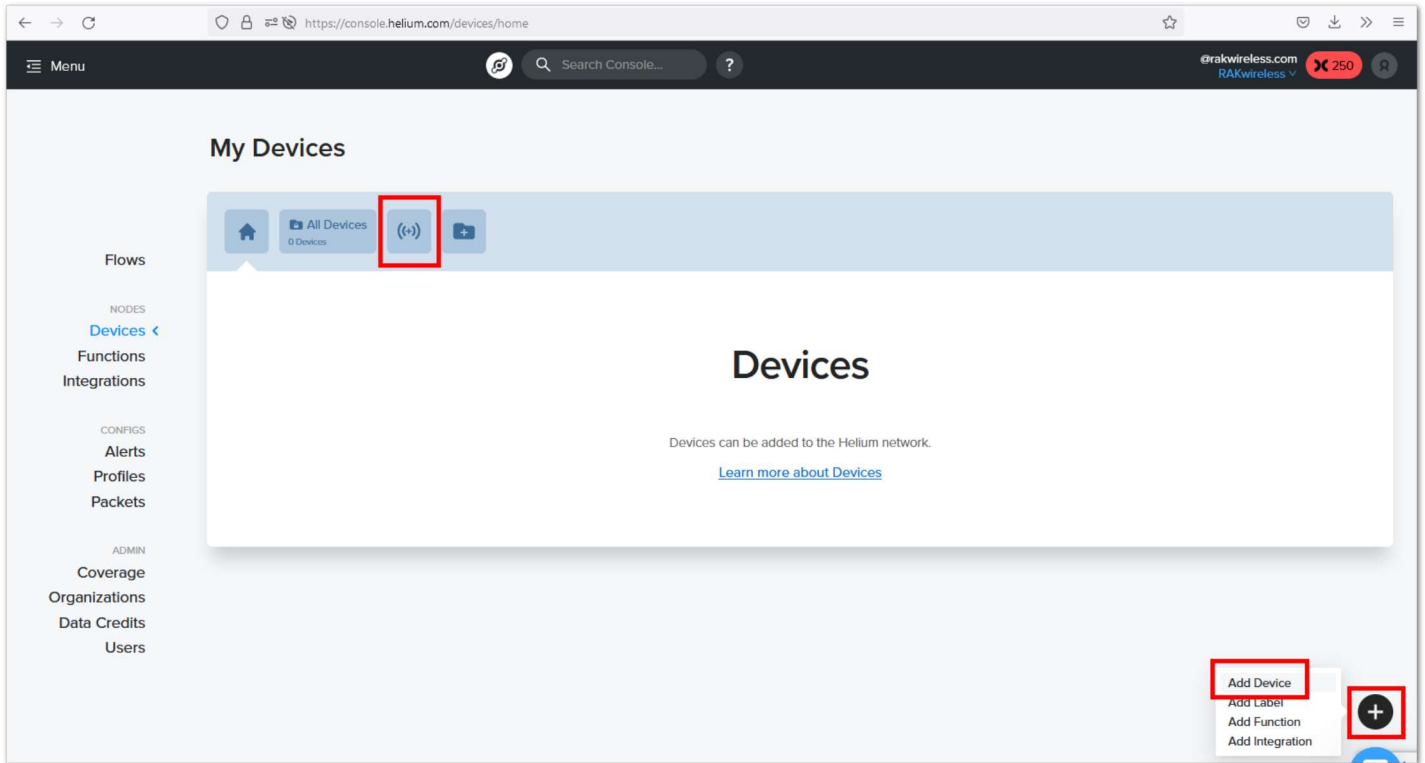 https://console.helium.com/devices/home
Menu
Search Console...
?
@rakwireless.com
RAKwireless
250
My Devices
All Devices
0 Devices
Flows
NODES
Devices
Functions
Integrations
CONFIGS
Alerts
Profiles
Packets
ADMIN
Coverage
Organizations
Data Credits
Users
Devices
Devices can be added to the Helium network.
Learn more about Devices
Add Device
Add Label
Add Function
Add Integration